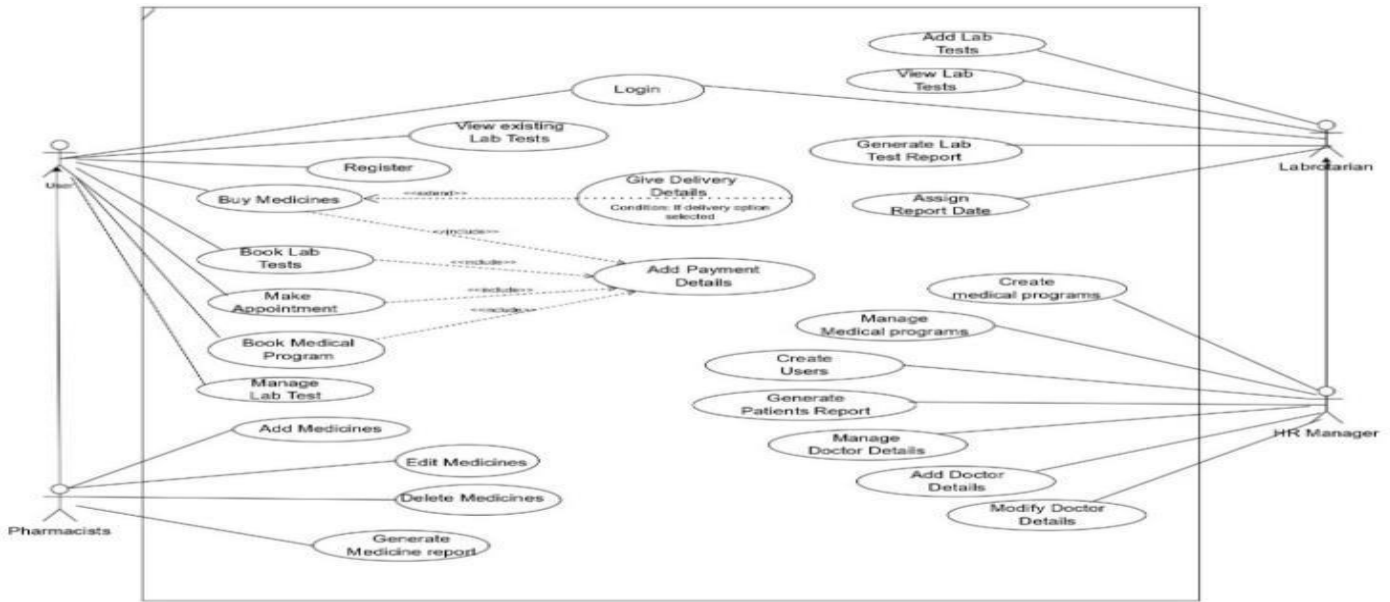 Add Lab
Tests
View Lab
Tests
Login
View existing
Lab Tests
Register
Generate Lab
Test Report
User
Labrotarian
Buy Medicines
<<extend>>
Give Delivery
Details
Condition: If delivery option
selected
Assign
Report Date
<<include>>
Book Lab
Tests
<<include>>
Add Payment
Details
Make
Appointment
<<include>>
Create
medical programs
<<include>>
Book Medical
Program
Manage
Medical programs
Create
Users
Manage
Lab Test
Generate
Patients Report
Add Medicines
Manage
Doctor Details
HR Manager
Edit Medicines
Add Doctor
Details
Delete Medicines
Modify Doctor
Details
Pharmacists
Generate
Medicine report